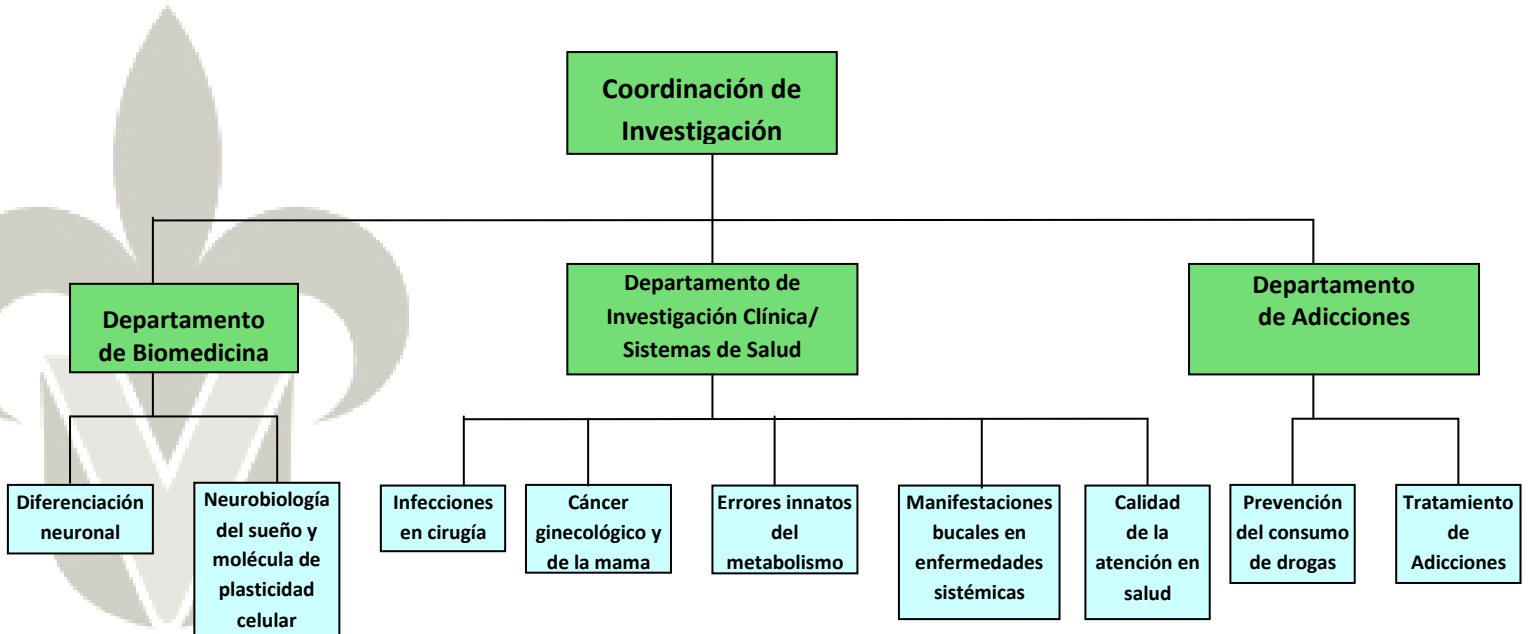 Coordinación de
Investigación
Departamento
de Biomedicina
Departamento de
Investigación Clínica/
Sistemas de Salud
Departamento
de Adicciones
Diferenciación
neuronal
Neurobiología
del sueño y
molécula de
plasticidad
celular
Infecciones
en cirugía
Cáncer
ginecológico y
de la mama
Errores innatos
del
metabolismo
Manifestaciones
bucales en
enfermedades
sistémicas
Calidad
de la
atención en
salud
Prevención
del consumo
de drogas
Tratamiento
de
Adicciones